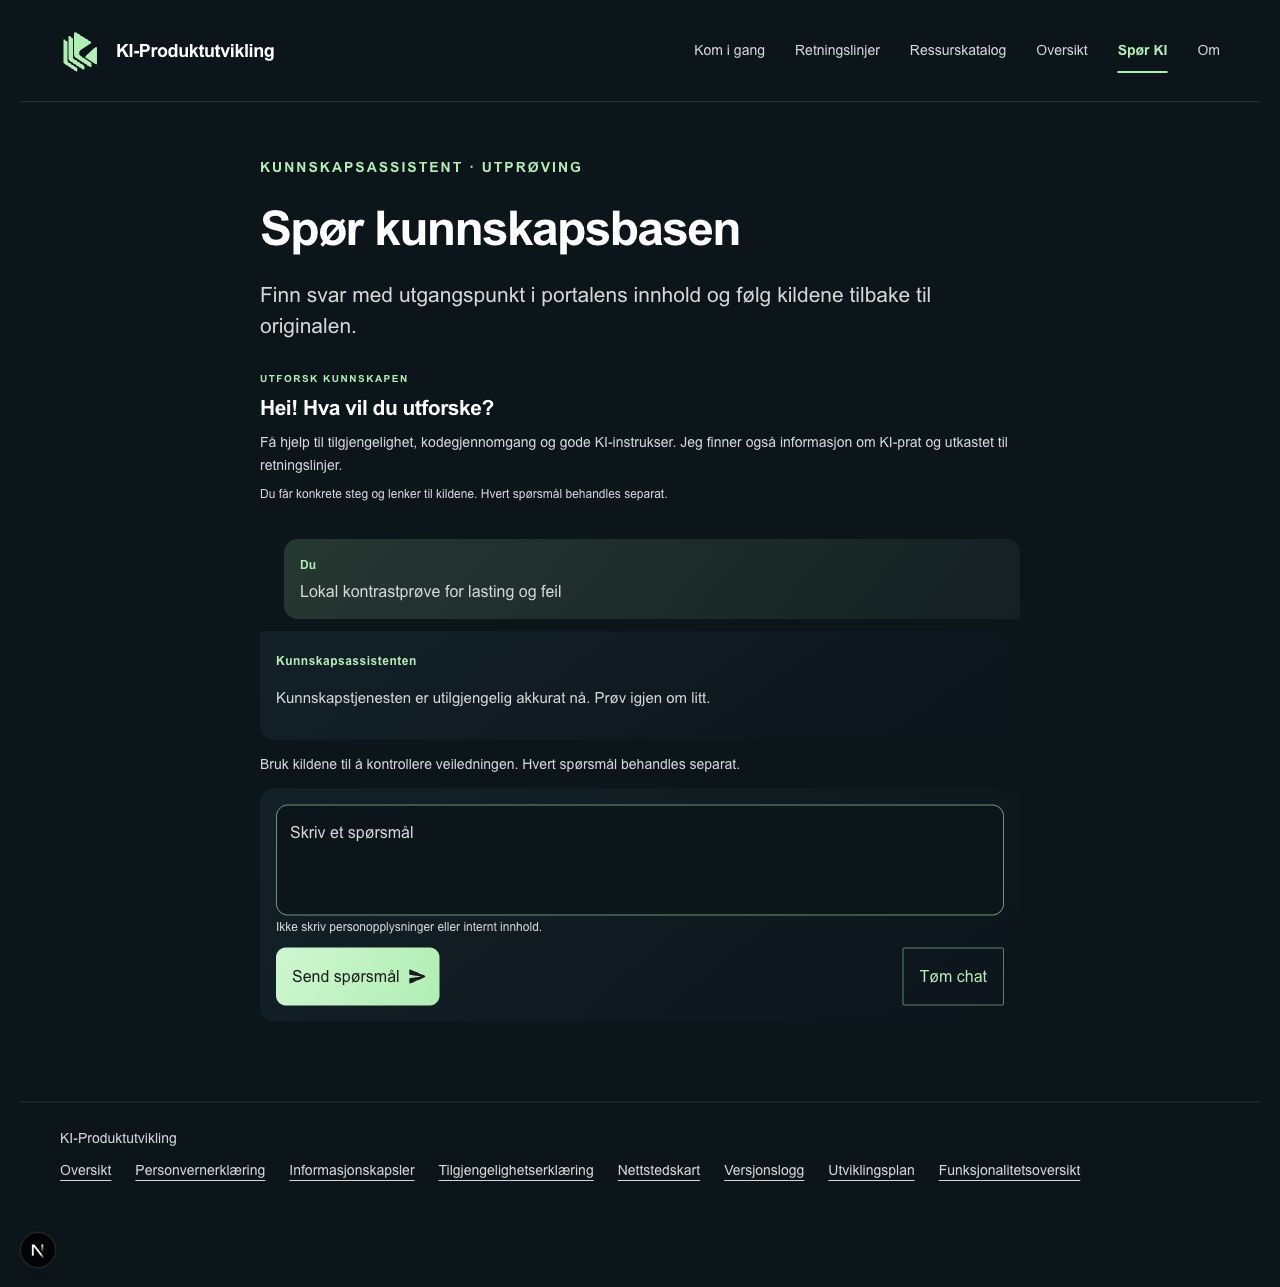 KI-Produktutvikling
Kom i gang
Retningslinjer
Ressurskatalog
Oversikt
Spør KI
Om
KUNNSKAPSASSISTENT · UTPRØVING
Spør kunnskapsbasen
Finn svar med utgangspunkt i portalens innhold og følg kildene tilbake til
originalen.
UTFORSK KUNNSKAPEN
Hei! Hva vil du utforske?
Få hjelp til tilgjengelighet, kodegjennomgang og gode KI-instrukser. Jeg finner også informasjon om KI-prat og utkastet til
retningslinjer.
Du får konkrete steg og lenker til kildene. Hvert spørsmål behandles separat.
Du
Lokal kontrastprøve for lasting og feil
Kunnskapsassistenten
Kunnskapstjenesten er utilgjengelig akkurat nå. Prøv igjen om litt.
Bruk kildene til å kontrollere veiledningen. Hvert spørsmål behandles separat.
Skriv et spørsmål
Ikke skriv personopplysninger eller internt innhold.
Send spørsmål
Tøm chat
KI-Produktutvikling
Oversikt
Personvernerklæring
Informasjonskapsler
Tilgjengelighetserklæring
Nettstedskart
Versjonslogg
Utviklingsplan
Funksjonalitetsoversikt
N